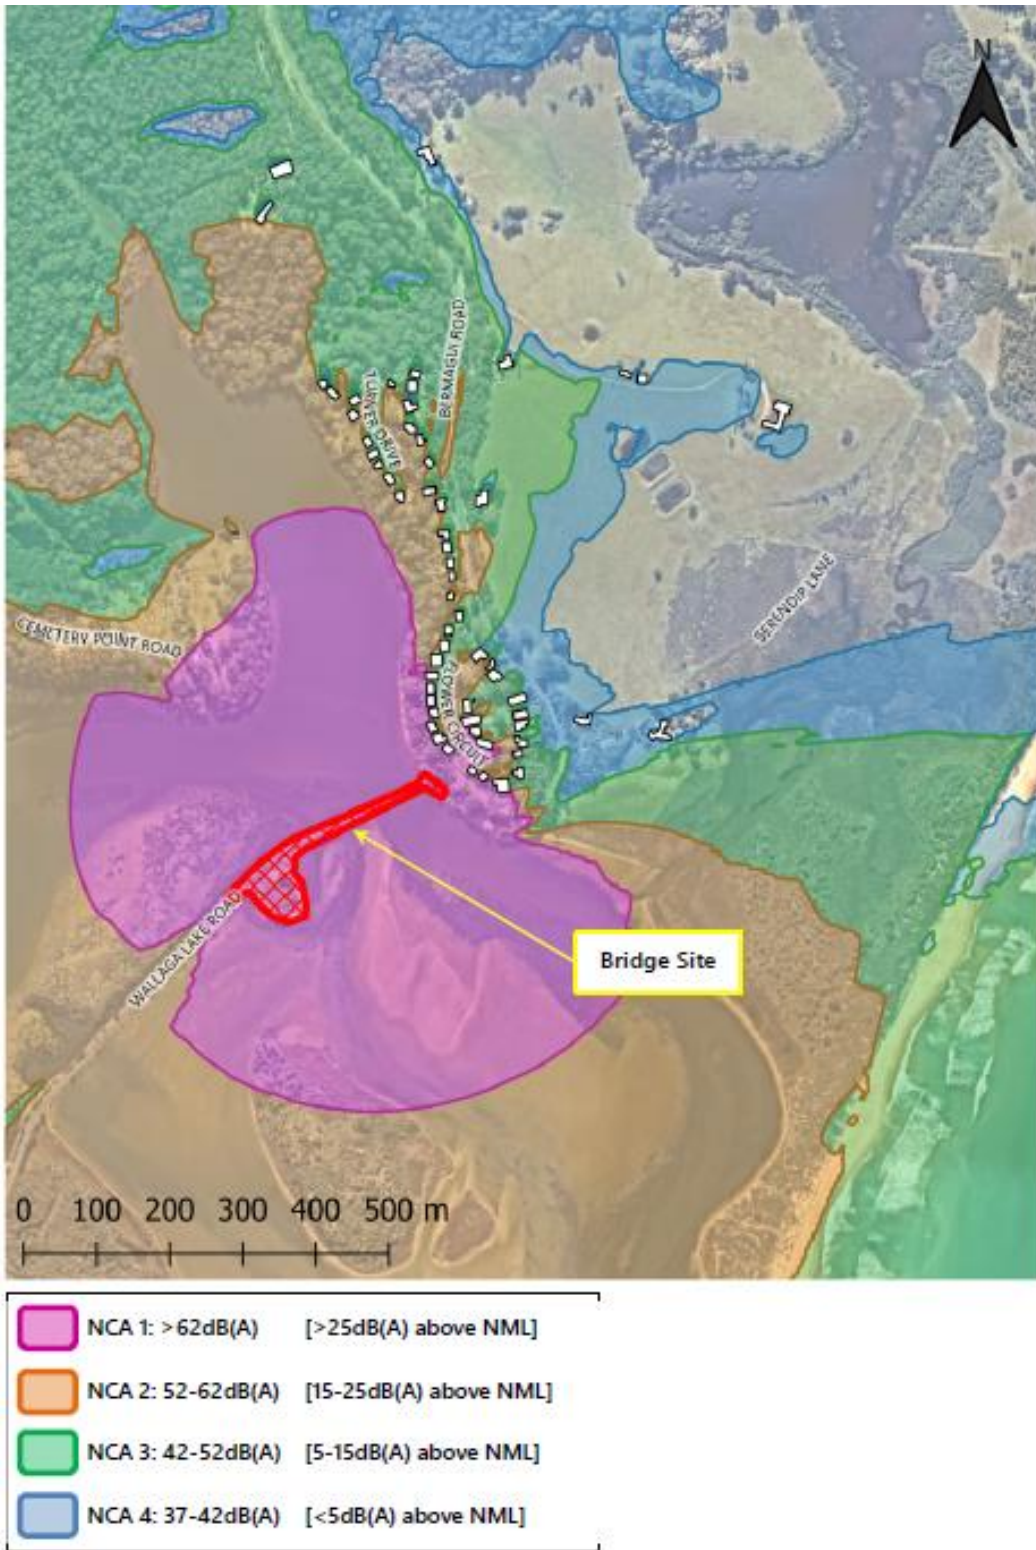 N
BERMAGUI ROAD
TURNER DRIVE
SERENDIP LANE
CEMETERY POINT ROAD
FLOWER CIRCUIT
WALLAGA LAKE ROAD
Bridge Site
0 100 200 300 400 500 m
NCA 1: >62dB(A) [>25dB(A) above NML]
NCA 2: 52-62dB(A) [15-25dB(A) above NML]
NCA 3: 42-52dB(A) [5-15dB(A) above NML]
NCA 4: 37-42dB(A) [<5dB(A) above NML]